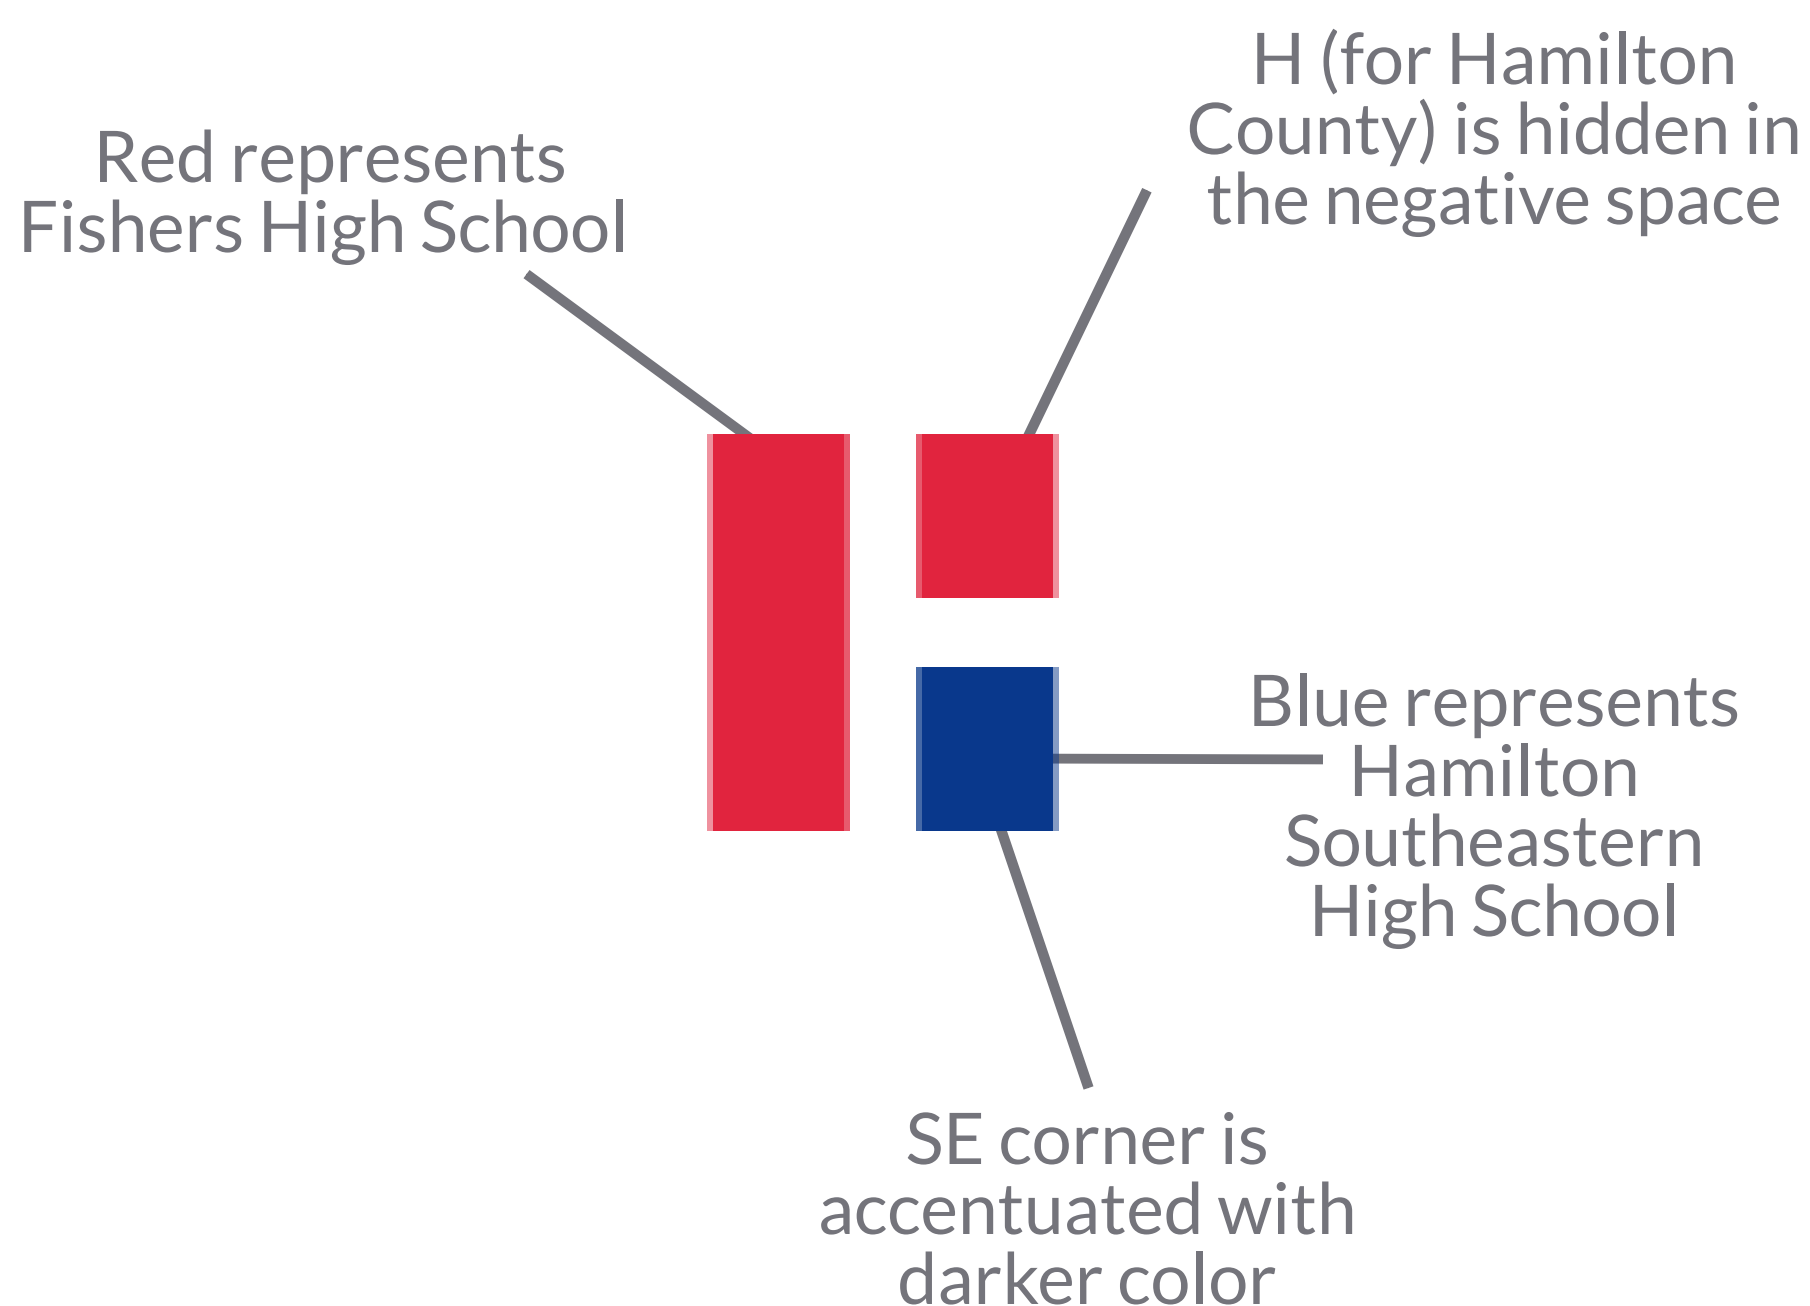 Red represents
Fishers High School
H (for Hamilton
County) is hidden in
the negative space
Blue represents
Hamilton
Southeastern
High School
SE corner is
accentuated with
darker color